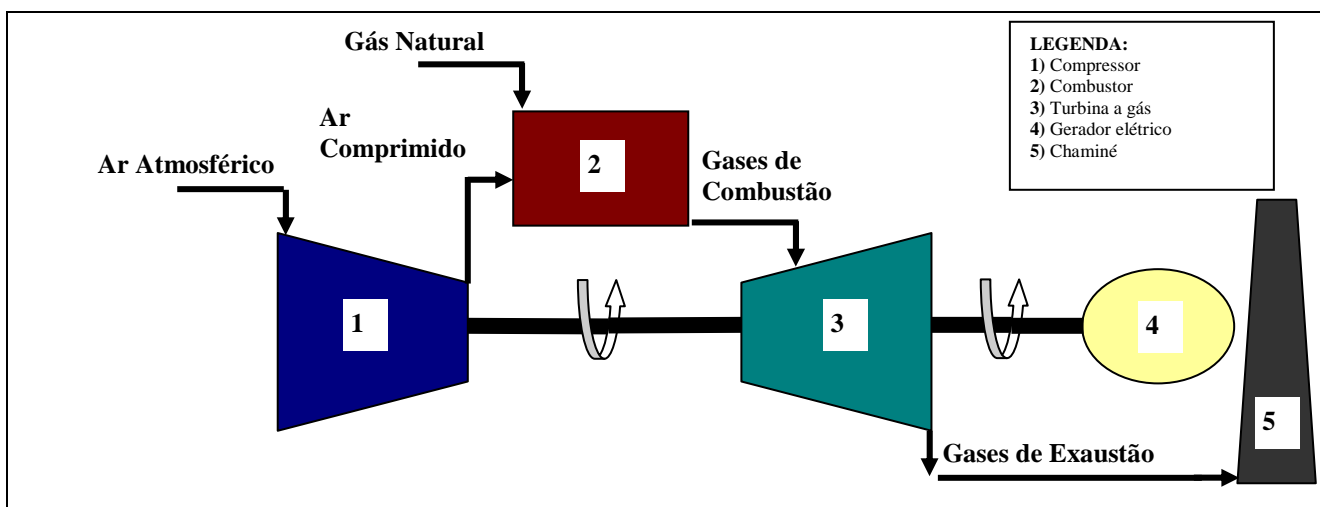 Gás Natural
LEGENDA:
1) Compressor
2) Combustor
3) Turbina a gás
4) Gerador elétrico
5) Chaminé
Ar
Comprimido
Ar Atmosférico
2
Gases de
Combustão
1
3
4
5
Gases de Exaustão